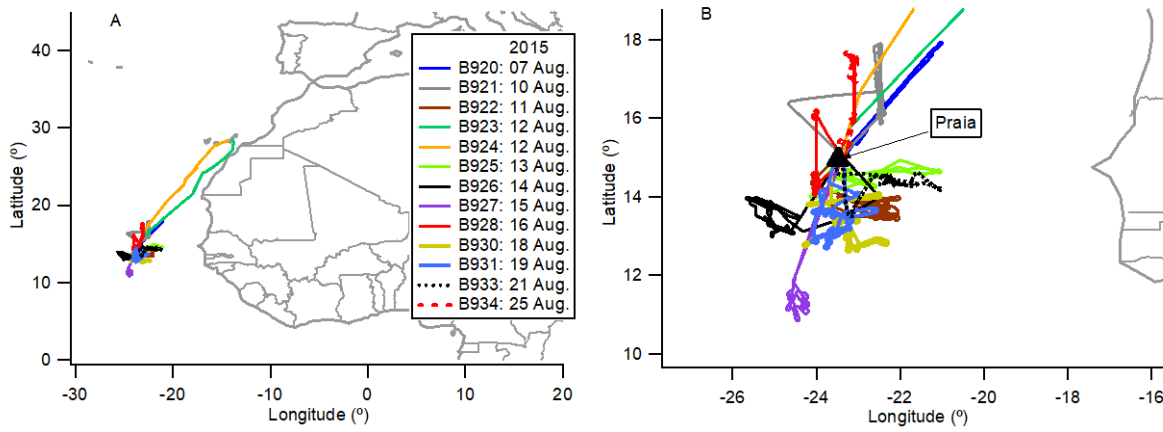 A
40
30
20
10
0
Latitude (º)
-30
-20
-10
0
10
20
Longitude (º)
2015
B920: 07 Aug.
B921: 10 Aug.
B922: 11 Aug.
B923: 12 Aug.
B924: 12 Aug.
B925: 13 Aug.
B926: 14 Aug.
B927: 15 Aug.
B928: 16 Aug.
B930: 18 Aug.
B931: 19 Aug.
B933: 21 Aug.
B934: 25 Aug.
B
18
16
14
12
10
Latitude (º)
Praia
-26
-24
-22
-20
-18
-16
Longitude (º)